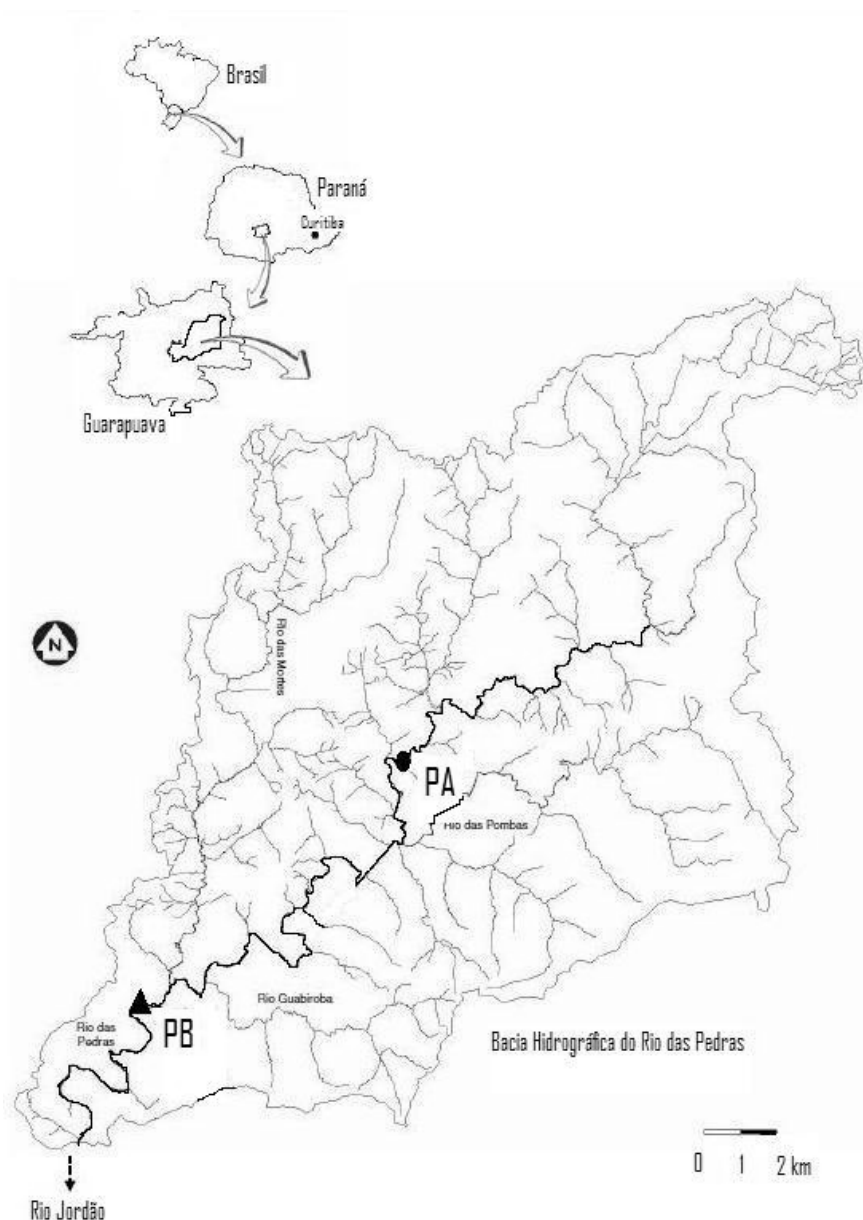 Brasil
Paraná
Curitiba
Guarapuava
N
Rio das Mortes
PA
Rio das Pombas
Rio Guabiroba
Rio das
Pedras
PB
Bacia Hidrográfica do Rio das Pedras
0 1 2 km
Rio Jordão